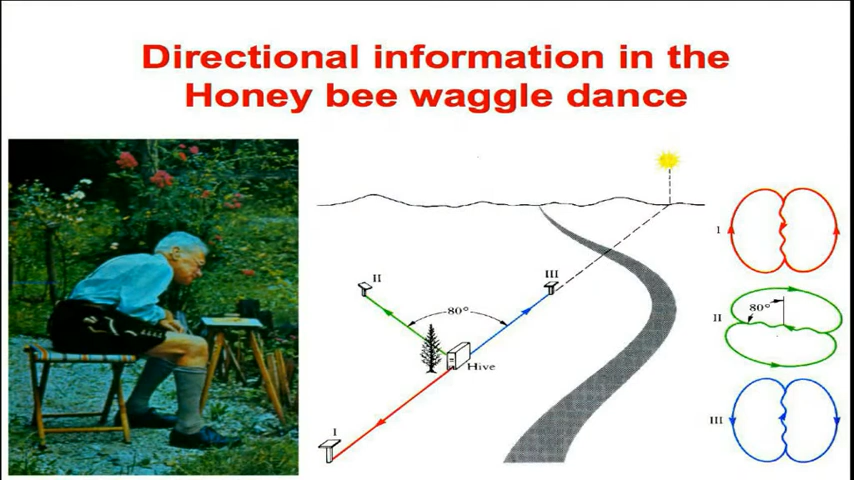 Directional information in the
Honey bee waggle dance
II
III
80°
Hive
I
I
II
80°
III